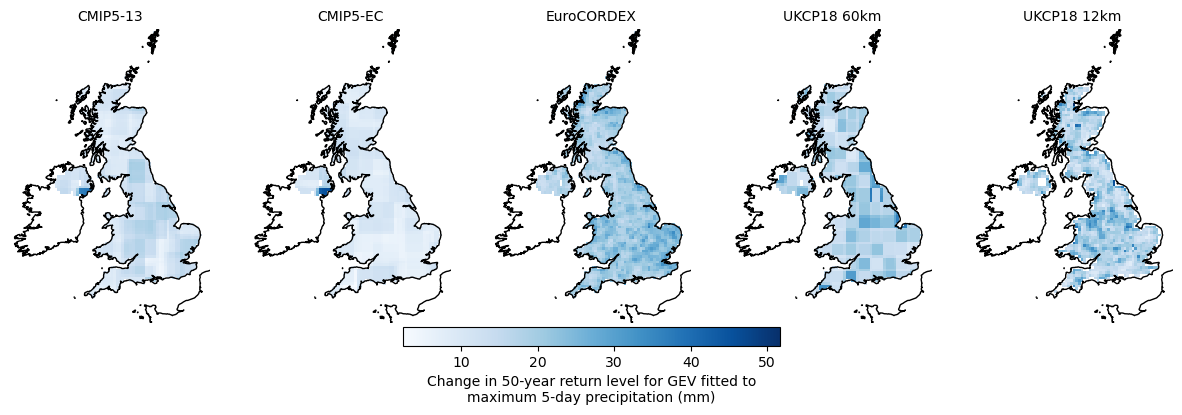 CMIP5-13 CMIP5-EC EuroCORDEX UKCP18 60km UKCP18 12km
10 20 30 40 50
Change in 50-year return level for GEV fitted to
maximum 5-day precipitation (mm)